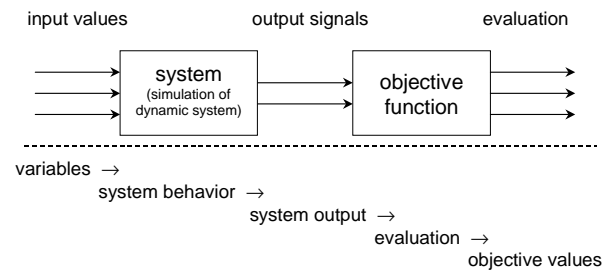 input values output signals evaluation
system
(simulation of
dynamic system)
objective
function
variables →
system behavior →
system output →
evaluation →
objective values